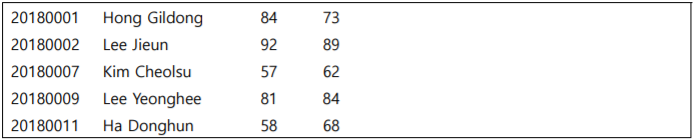 20180001 Hong Gildong 84 73
20180002 Lee Jieun 92 89
20180007 Kim Cheolsu 57 62
20180009 Lee Yeonghee 81 84
20180011 Ha Donghun 58 68